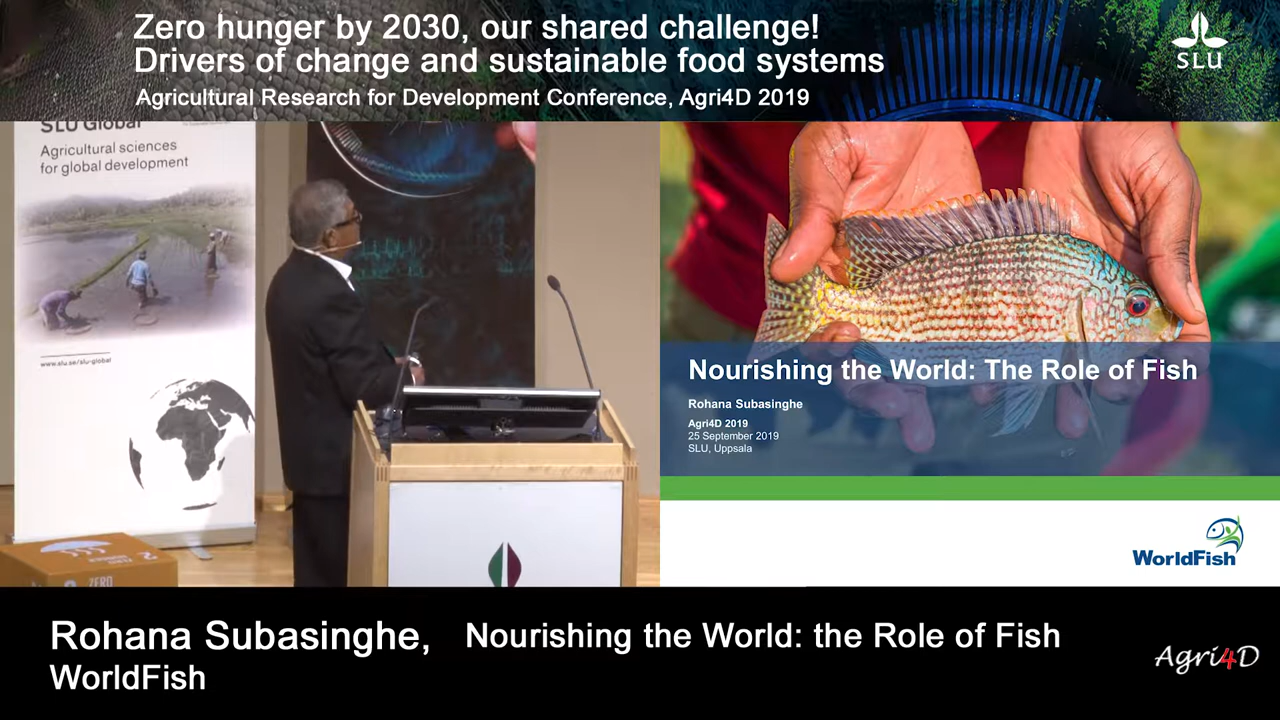 Zero hunger by 2030, our shared challenge!
Drivers of change and sustainable food systems
Agricultural Research for Development Conference, Agri4D 2019
SLU
SLU Global
Agricultural sciences
for global development
www.slu.se/slu-global
2
ZERO
Nourishing the World: The Role of Fish
Rohana Subasinghe
Agri4D 2019
25 September 2019
SLU, Uppsala
WorldFish
Rohana Subasinghe,
WorldFish
Nourishing the World: the Role of Fish
Agri4D